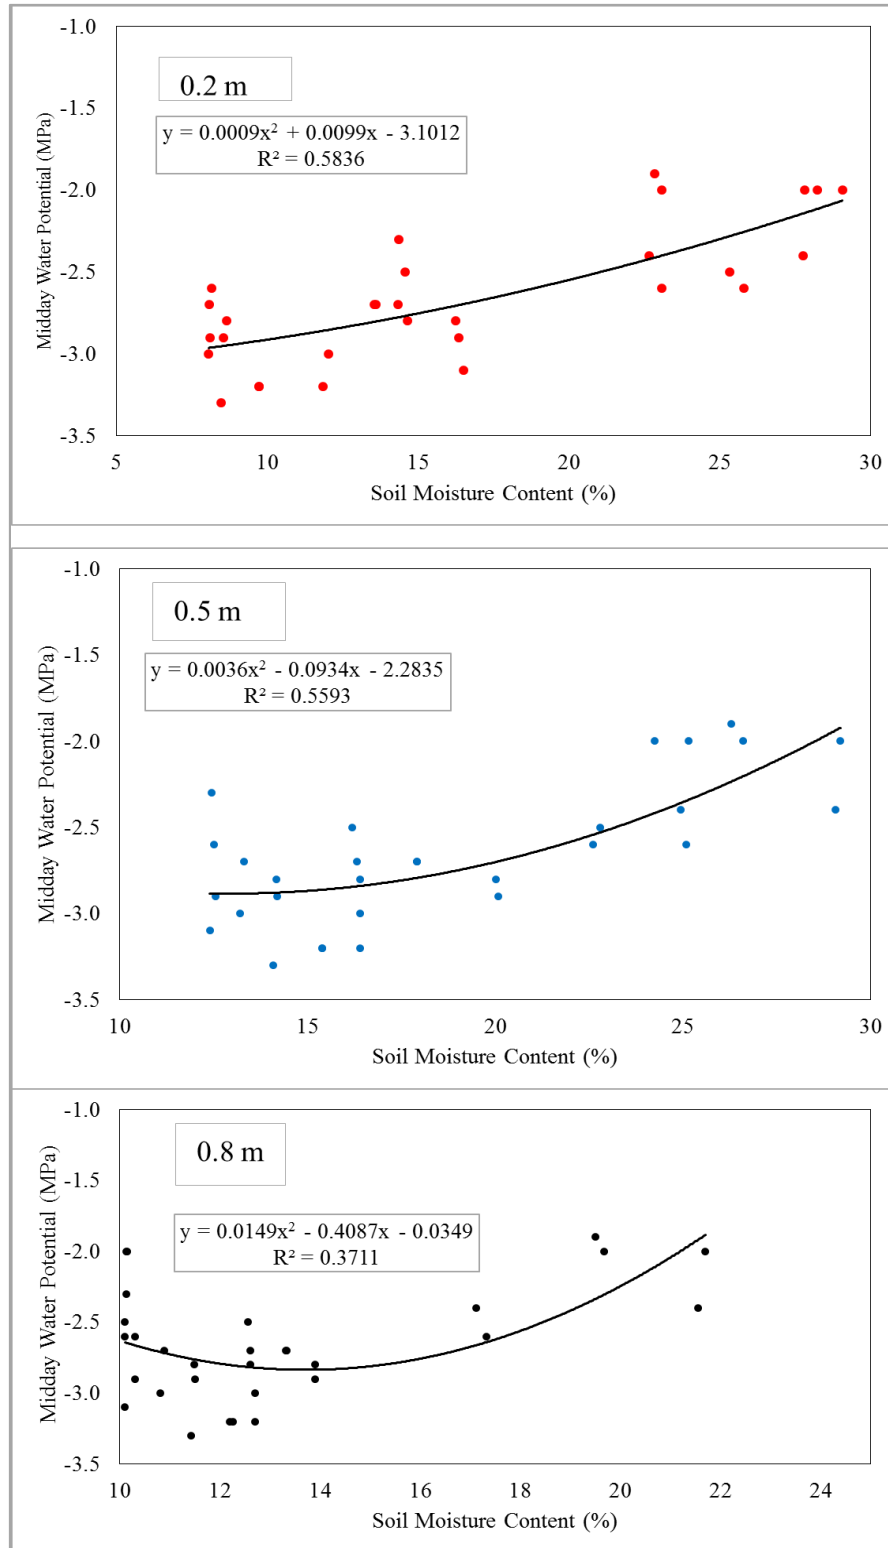 0.2 m
y = 0.0009x² + 0.0099x - 3.1012
R² = 0.5836
Midday Water Potential (MPa)
-1.0
-1.5
-2.0
-2.5
-3.0
-3.5
5 10 15 20 25 30
Soil Moisture Content (%)
0.5 m
y = 0.0036x² - 0.0934x - 2.2835
R² = 0.5593
Midday Water Potential (MPa)
-1.0
-1.5
-2.0
-2.5
-3.0
-3.5
10 15 20 25 30
Soil Moisture Content (%)
0.8 m
y = 0.0149x² - 0.4087x - 0.0349
R² = 0.3711
Midday Water Potential (MPa)
-1.0
-1.5
-2.0
-2.5
-3.0
-3.5
10 12 14 16 18 20 22 24
Soil Moisture Content (%)